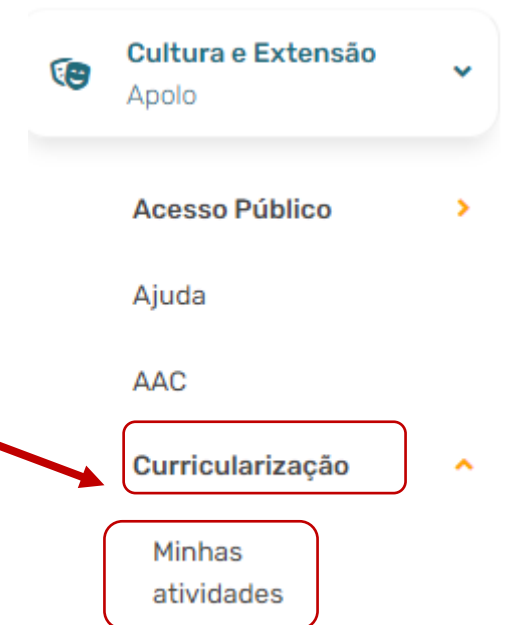 Cultura e Extensão
Apolo
Acesso Público
Ajuda
AAC
Curricularização
Minhas
atividades